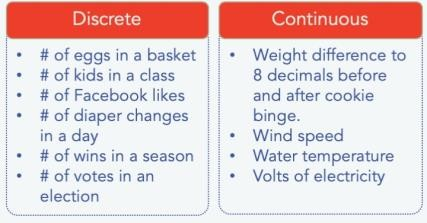 Discrete
• # of eggs in a basket
• # of kids in a class
• # of Facebook likes
• # of diaper changes
in a day
• # of wins in a season
• # of votes in an
election
Continuous
• Weight difference to
8 decimals before
and after cookie
binge.
• Wind speed
• Water temperature
• Volts of electricity